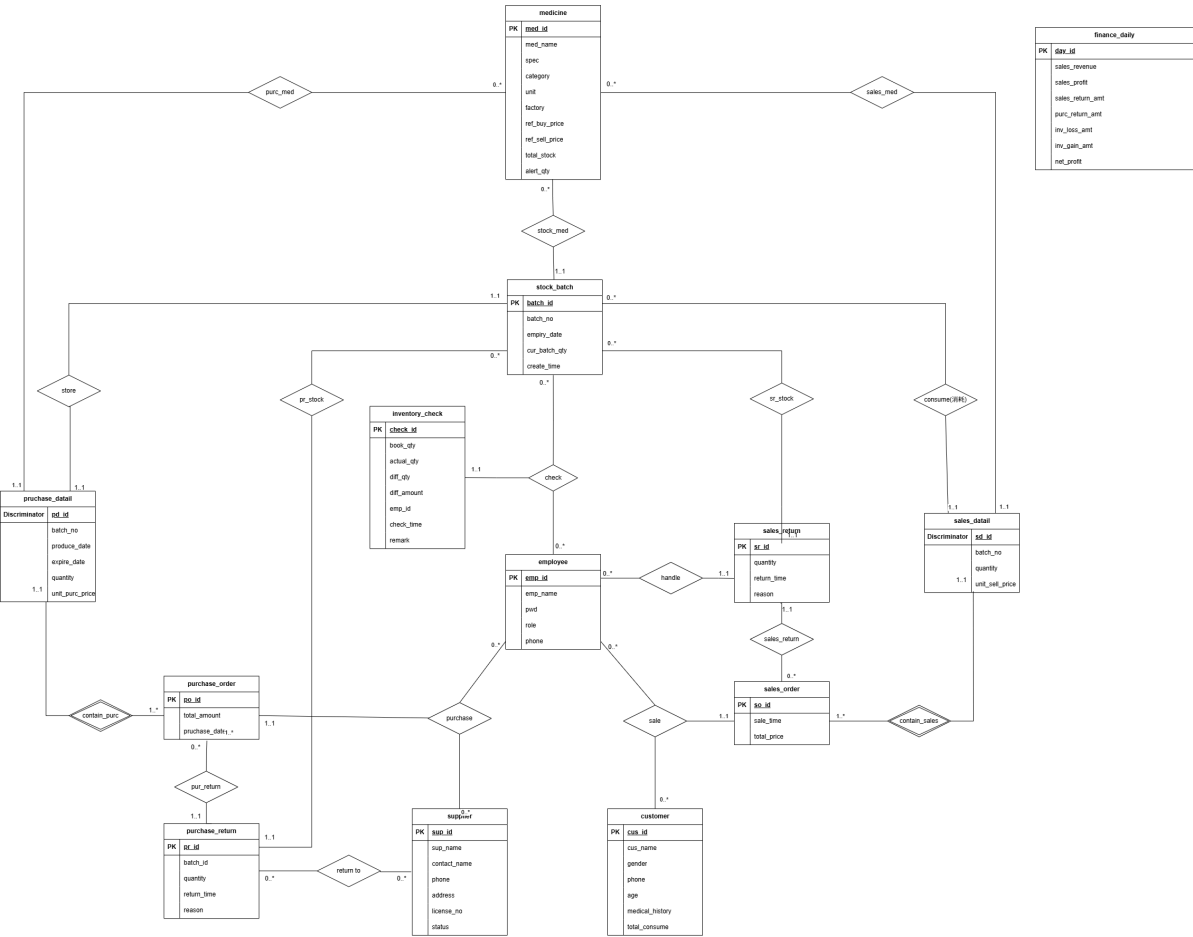 medicine
PK med_id
med_name
spec
category
unit
factory
ref_buy_price
ref_sell_price
total_stock
alert_qty
finance_daily
PK day_id
sales_revenue
sales_profit
sales_return_amt
purc_return_amt
inv_loss_amt
inv_gain_amt
net_profit
purc_med
0..*
0..*
sales_med
0..*
stock_med
1..1
stock_batch
PK batch_id
batch_no
empiry_date
cur_batch_qty
create_time
1..1
0..*
0..*
0..*
0..*
store
pr_stock
sr_stock
consume(消耗)
inventory_check
PK check_id
book_qty
actual_qty
diff_qty
diff_amount
emp_id
check_time
remark
1..1
check
0..*
1..1
1..1
pruchase_datail
Discriminator pd_id
batch_no
produce_date
expire_date
quantity
unit_purc_price
1..1
1..1
1..1
sales_datail
Discriminator sd_id
batch_no
quantity
unit_sell_price
1..1
sales_return
1..1
PK sr_id
quantity
return_time
reason
employee
PK emp_id
emp_name
pwd
role
phone
0..*
handle
1..1
1..1
sales_return
0..*
0..*
0..*
purchase_order
PK po_id
total_amount
pruchase_date
1..*
contain_purc
1..*
1..1
purchase
sale
1..1
sales_order
PK so_id
sale_time
total_price
1..*
contain_sales
0..*
pur_return
1..1
purchase_return
PK pr_id
batch_id
quantity
return_time
reason
1..1
0..*
return to
0..*
0..*
supplier
PK sup_id
sup_name
contact_name
phone
address
license_no
status
0..*
customer
PK cus_id
cus_name
gender
phone
age
medical_history
total_consume